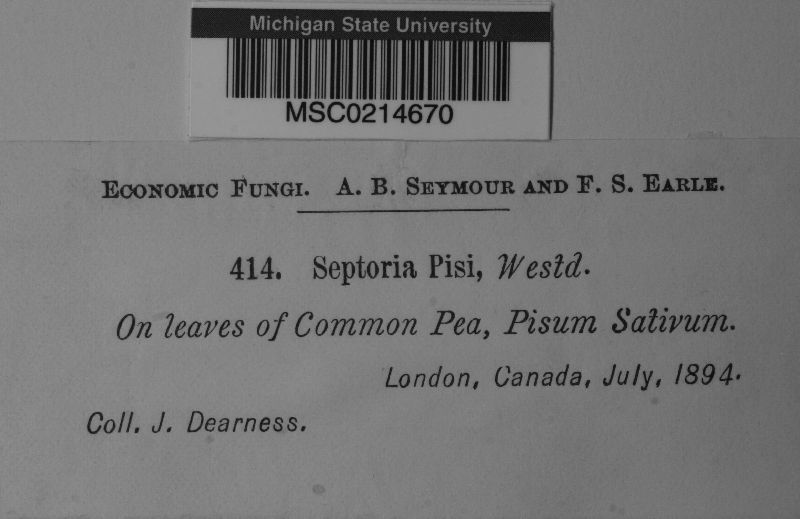 Michigan State University
MSC0214670
Economic Fungi. A. B. Seymour and F. S. Earle.
414. Septoria Pisi, Westd.
On leaves of Common Pea, Pisum Sativum.
London, Canada, July, 1894.
Coll. J. Dearness.